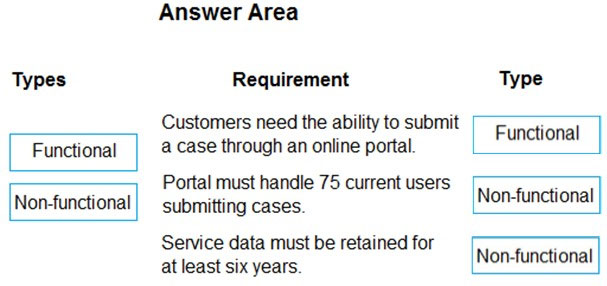 Answer Area
Types
Requirement
Type
Functional
Non-functional
Customers need the ability to submit
a case through an online portal.
Functional
Portal must handle 75 current users
submitting cases.
Non-functional
Service data must be retained for
at least six years.
Non-functional